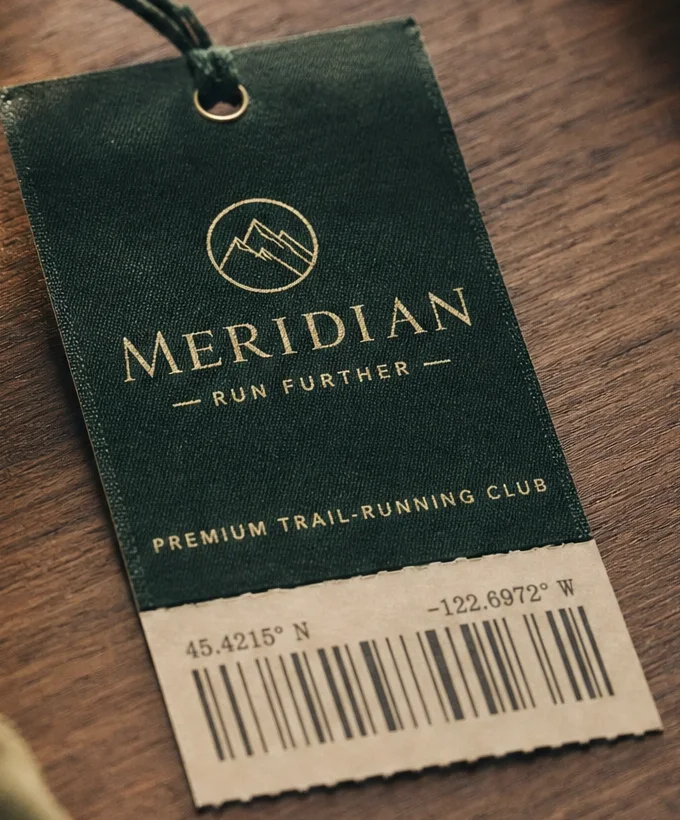 MERIDIAN
— RUN FURTHER —
PREMIUM TRAIL-RUNNING CLUB
45.4215° N -122.6972° W